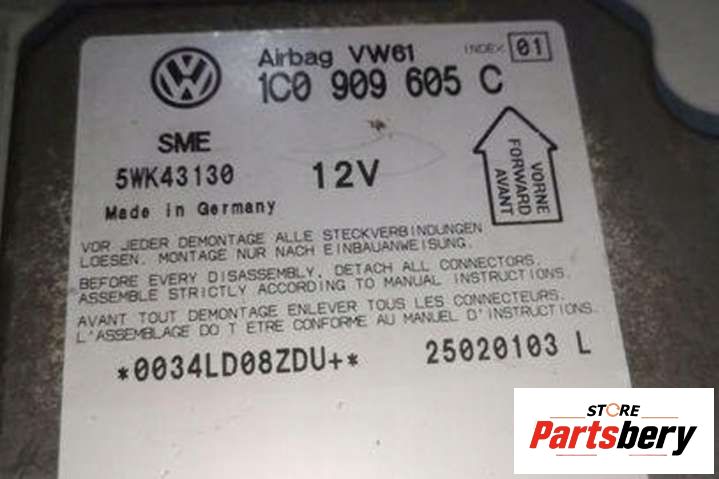 Airbag VW61 INDEX 01
1C0 909 605 C
SME
5WK43130 12V
Made in Germany
VORNE
FORWARD
AVANT
VOR JEDER DEMONTAGE ALLE STECKVERBINDUNGEN
LOESEN. MONTAGE NUR NACH EINBAUANWEISUNG.
BEFORE EVERY DISASSEMBLY, DETACH ALL CONNECTORS.
ASSEMBLE STRICTLY ACCORDING TO MANUAL INSTRUCTIONS.
AVANT TOUT DEMONTAGE ENLEVER TOUS LES CONNECTEURS.
L'ASSEMBLAGE DO T ETRE CONFORME AU MANUEL D'INSTRUCTIONS.
*0034LD08ZDU+* 25020103 L
STORE
Partsbery